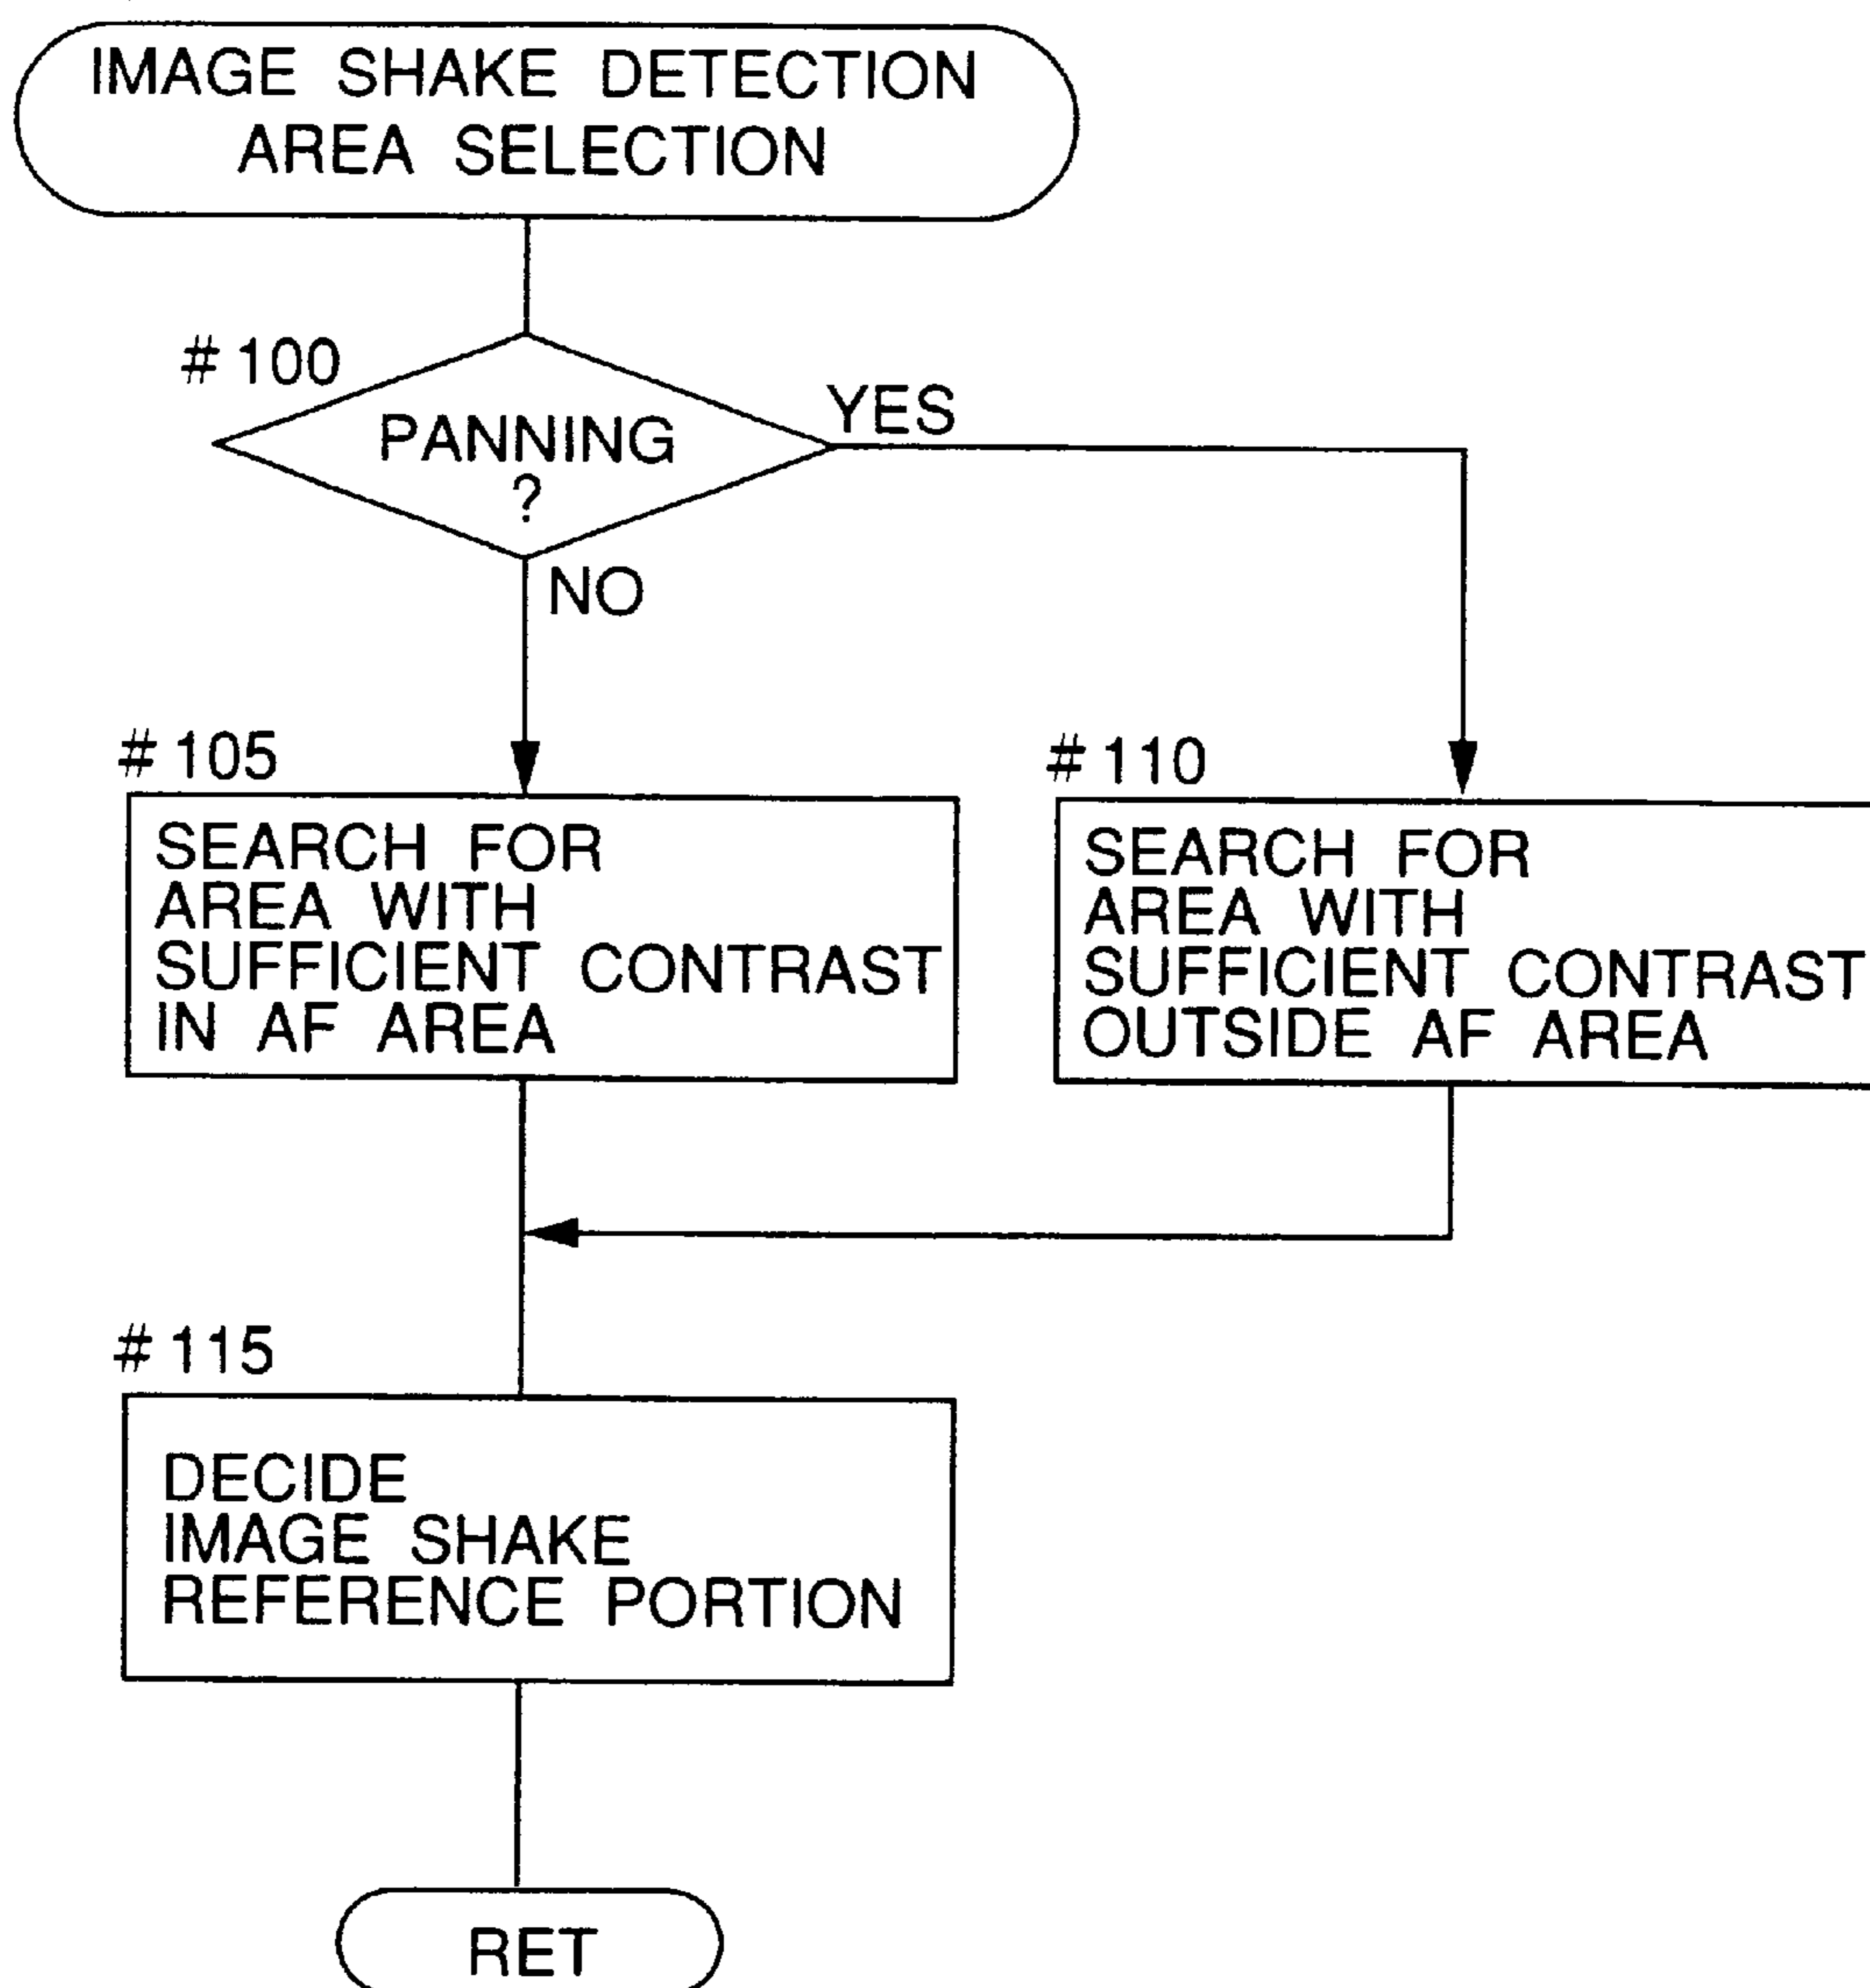 IMAGE SHAKE DETECTION
AREA SELECTION
# 100
PANNING
?
YES
NO
# 105
SEARCH FOR
AREA WITH
SUFFICIENT CONTRAST
IN AF AREA
# 110
SEARCH FOR
AREA WITH
SUFFICIENT CONTRAST
OUTSIDE AF AREA
# 115
DECIDE
IMAGE SHAKE
REFERENCE PORTION
RET